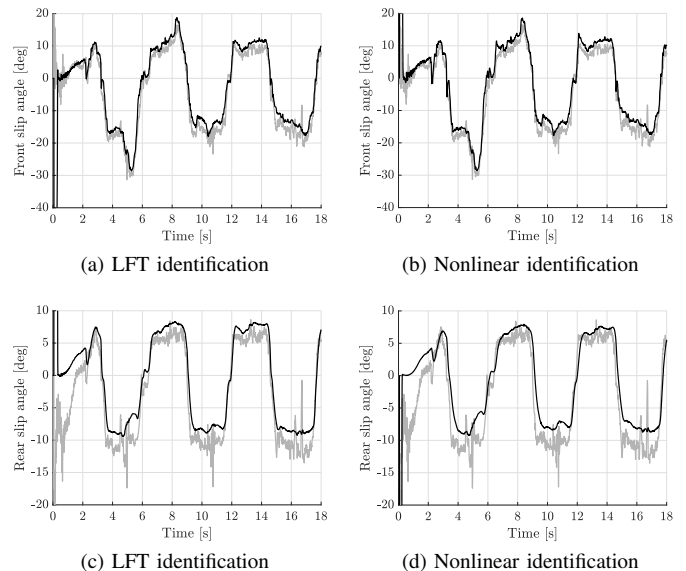 20
10
0
-10
-20
-30
-40
Front slip angle [deg]
0 2 4 6 8 10 12 14 16 18
Time [s]
(a) LFT identification
20
10
0
-10
-20
-30
-40
Front slip angle [deg]
0 2 4 6 8 10 12 14 16 18
Time [s]
(b) Nonlinear identification
10
5
0
-5
-10
-15
-20
Rear slip angle [deg]
0 2 4 6 8 10 12 14 16 18
Time [s]
(c) LFT identification
10
5
0
-5
-10
-15
-20
Rear slip angle [deg]
0 2 4 6 8 10 12 14 16 18
Time [s]
(d) Nonlinear identification